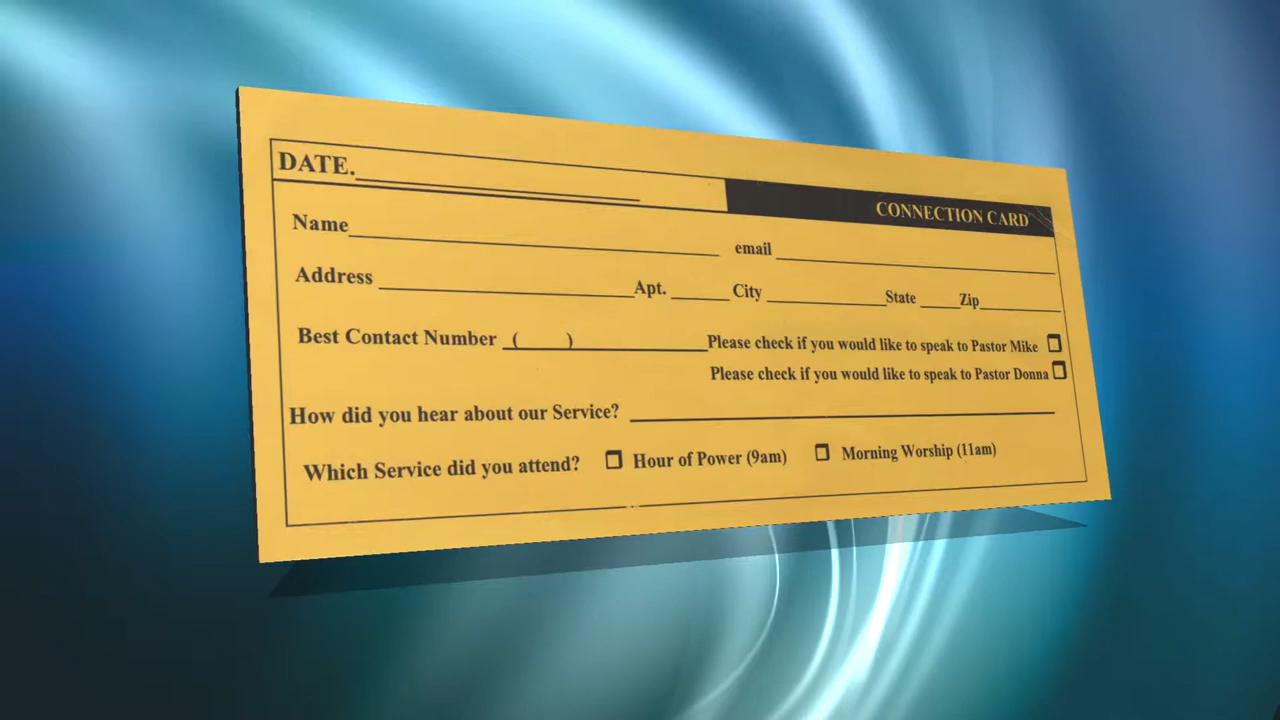 DATE.
CONNECTION CARD
Name email
Address Apt. City State Zip
Best Contact Number ( ) Please check if you would like to speak to Pastor Mike
Please check if you would like to speak to Pastor Donna
How did you hear about our Service?
Which Service did you attend? Hour of Power (9am) Morning Worship (11am)